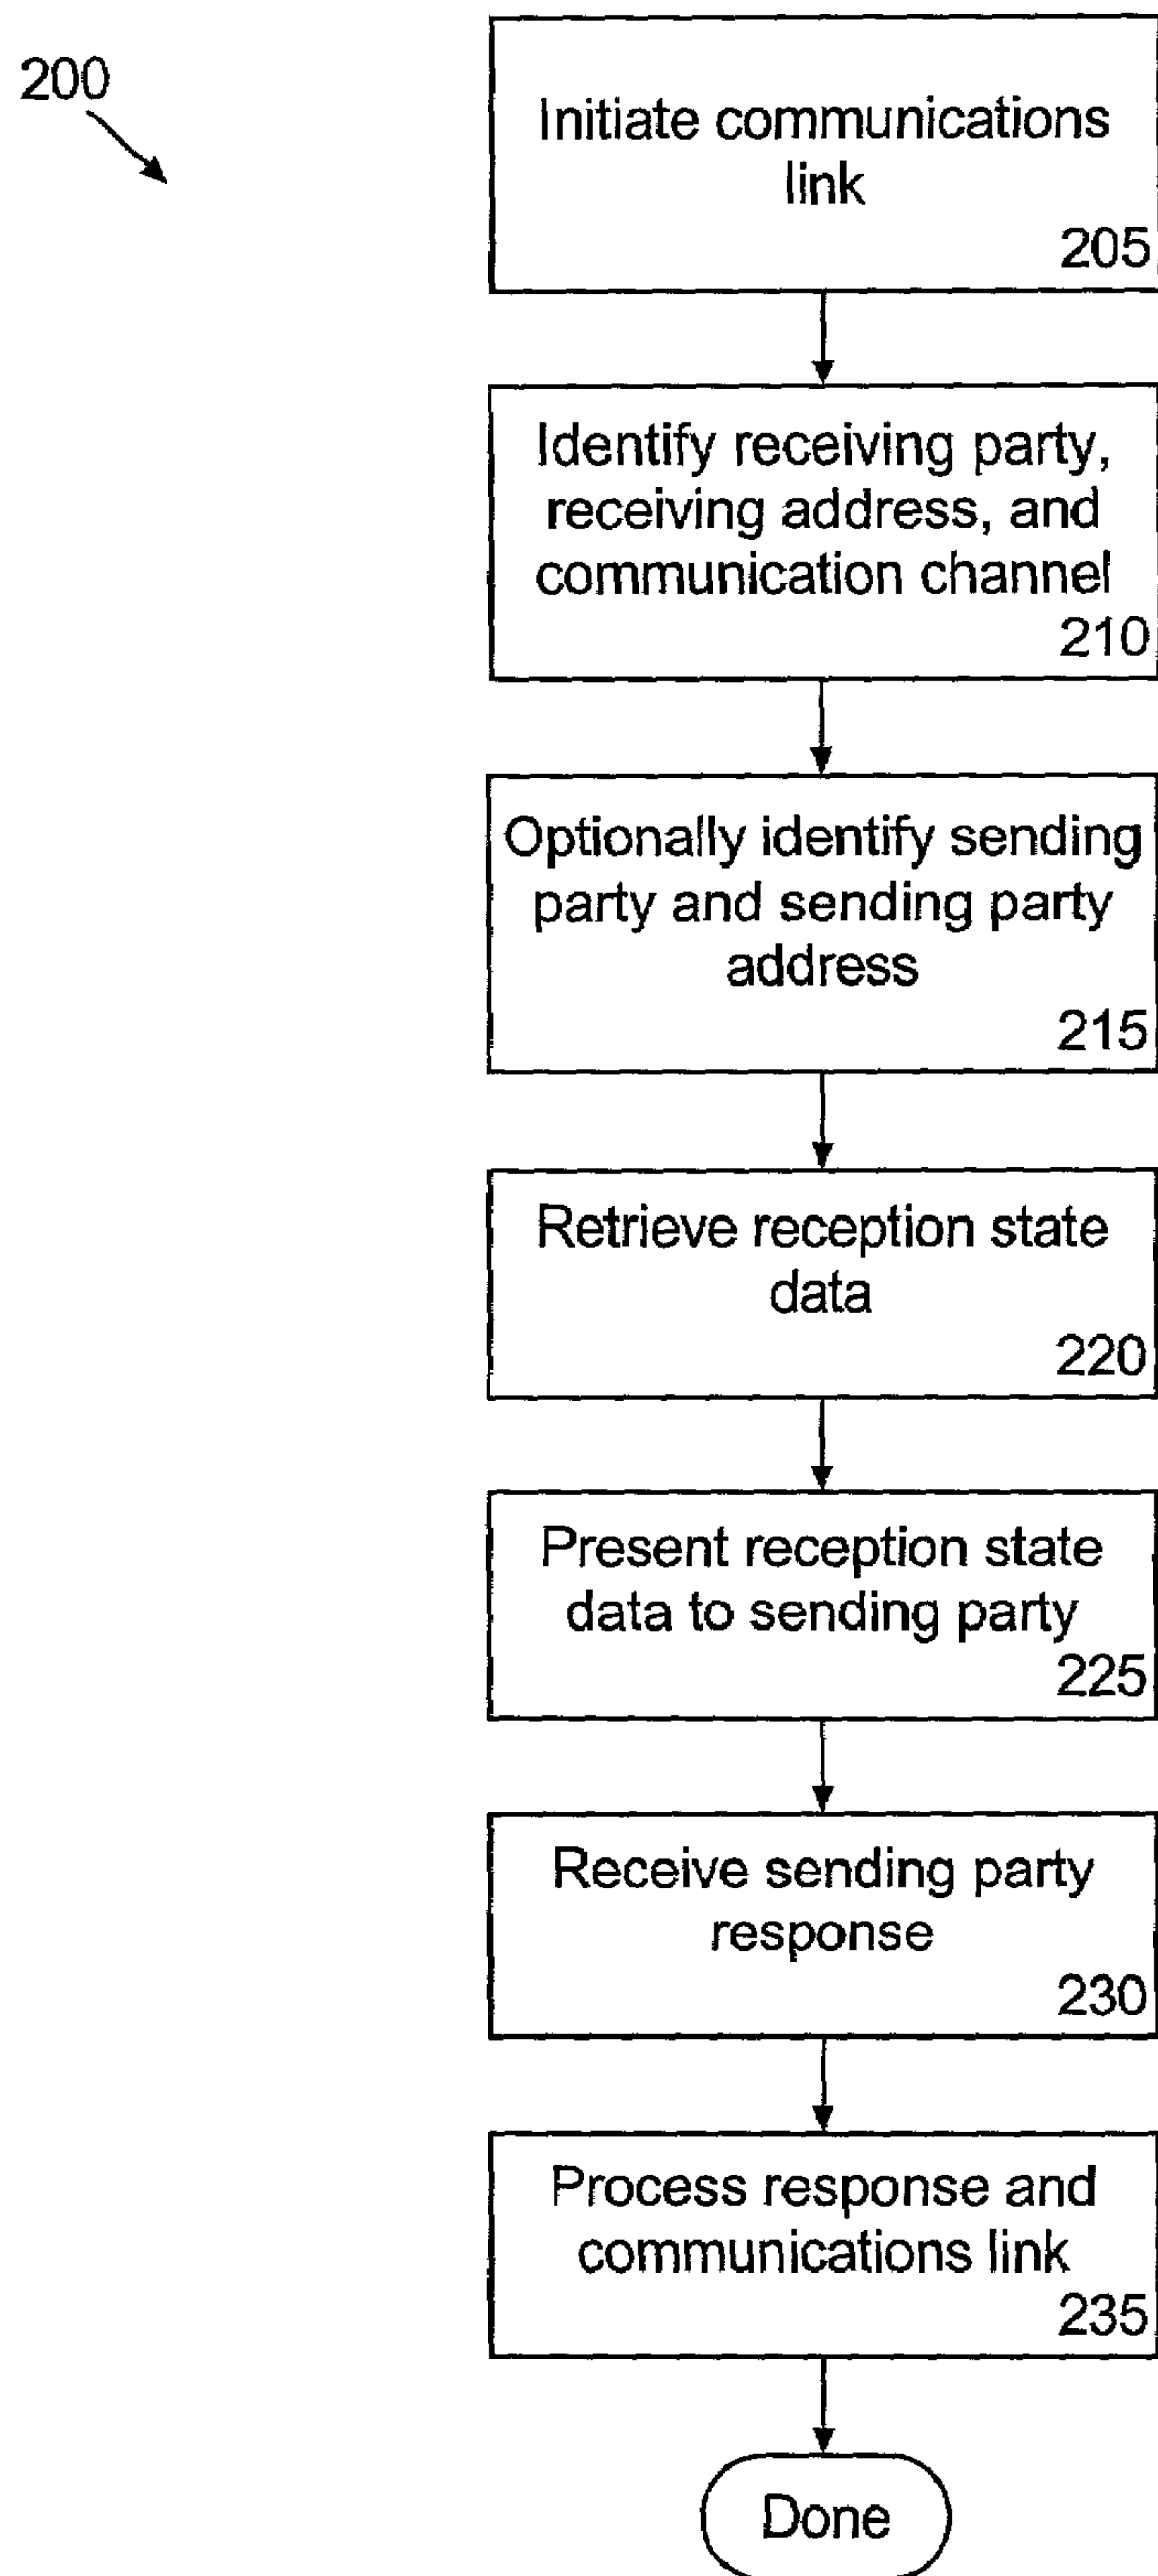 200
Initiate communications
link
205
Identify receiving party,
receiving address, and
communication channel
210
Optionally identify sending
party and sending party
address
215
Retrieve reception state
data
220
Present reception state
data to sending party
225
Receive sending party
response
230
Process response and
communications link
235
Done